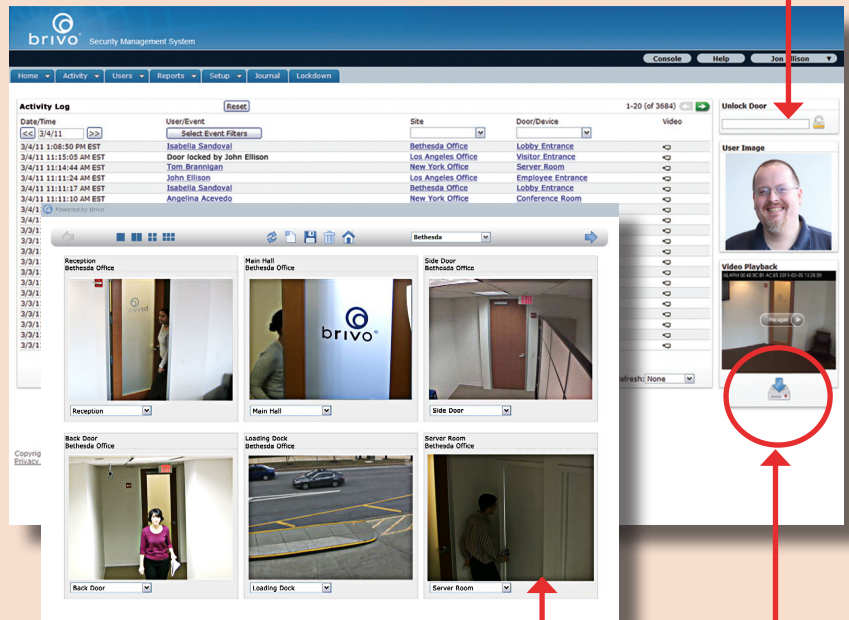 brivo Security Management System
Console Help
Home Activity Users Reports Setup Journal Lockdown
Activity Log Reset 1-20 (of 3684)
Date/Time User/Event Site Door/Device Video
<< 3/4/11 >> Select Event Filters
3/4/11 1:08:50 PM EST Isabella Sandoval Bethesda Office Lobby Entrance
3/4/11 11:15:05 AM EST Door locked by John Ellison Los Angeles Office Visitor Entrance
3/4/11 11:14:44 AM EST Tom Brannigan New York Office Server Room
3/4/11 11:11:24 AM EST John Ellison Los Angeles Office Employee Entrance
3/4/11 11:11:17 AM EST Isabella Sandoval Bethesda Office Lobby Entrance
3/4/11 11:11:10 AM EST Angelina Acevedo New York Office Conference Room
Unlock Door
User Image
Video Playback
Play again
Refresh: None
Powered by Brivo
Bethesda
Reception
Bethesda Office
brivo
Reception
Main Hall
Bethesda Office
brivo
Main Hall
Side Door
Bethesda Office
EXIT
Side Door
Back Door
Bethesda Office
Back Door
Loading Dock
Bethesda Office
Loading Dock
Server Room
Bethesda Office
Server Room
Privacy